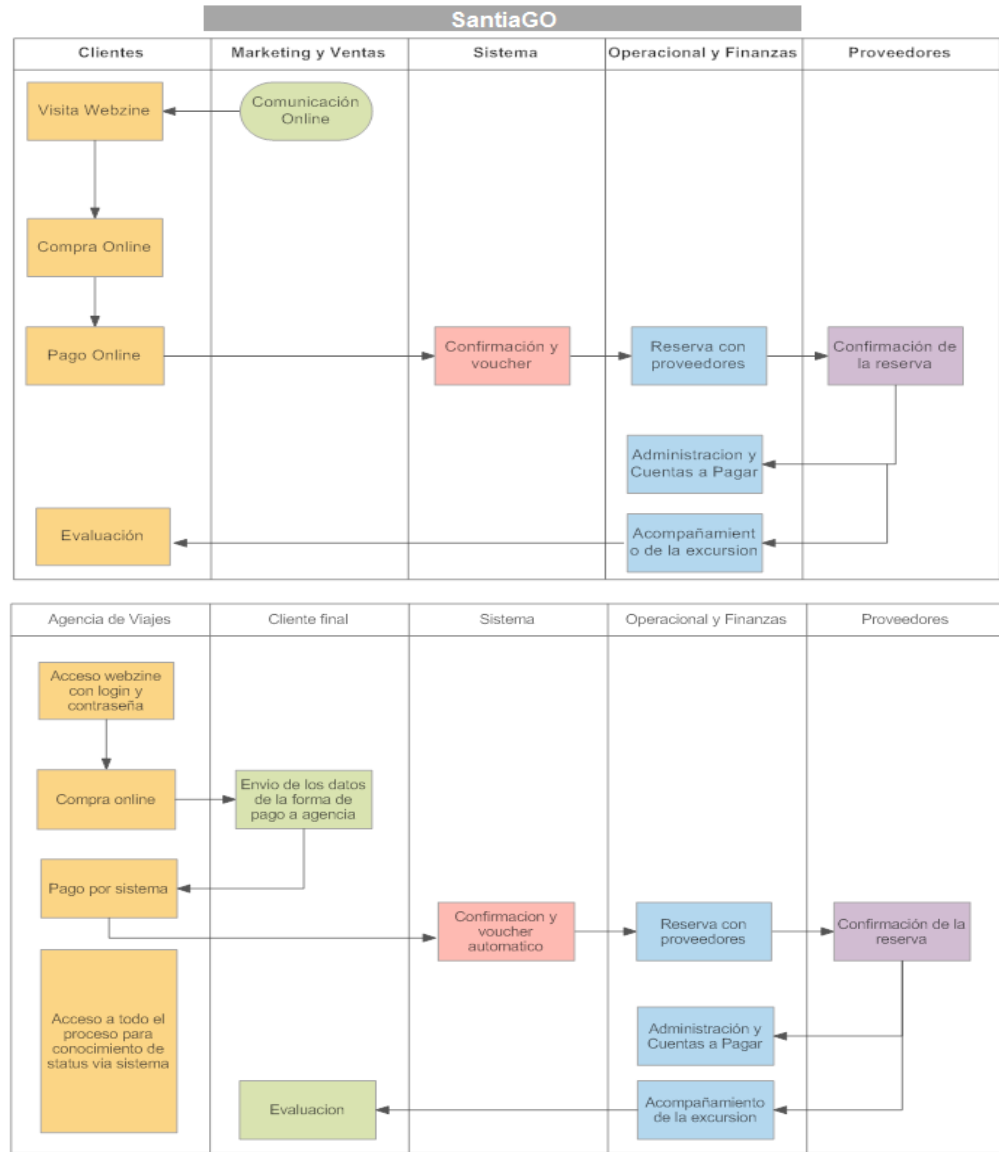 SantiaGO
Clientes
Marketing y Ventas
Sistema
Operacional y Finanzas
Proveedores
Visita Webzine
Comunicación
Online
Compra Online
Pago Online
Confirmación y
voucher
Reserva con
proveedores
Confirmación de
la reserva
Administracion y
Cuentas a Pagar
Evaluación
Acompañamient
o de la excursion
Agencia de Viajes
Cliente final
Sistema
Operacional y Finanzas
Proveedores
Acceso webzine
con login y
contraseña
Compra online
Envio de los datos
de la forma de
pago a agencia
Pago por sistema
Confirmacion y
voucher
automatico
Reserva con
proveedores
Confirmación de la
reserva
Acceso a todo el
proceso para
conocimiento de
status via sistema
Administración y
Cuentas a Pagar
Evaluacion
Acompañamiento
de la excursion